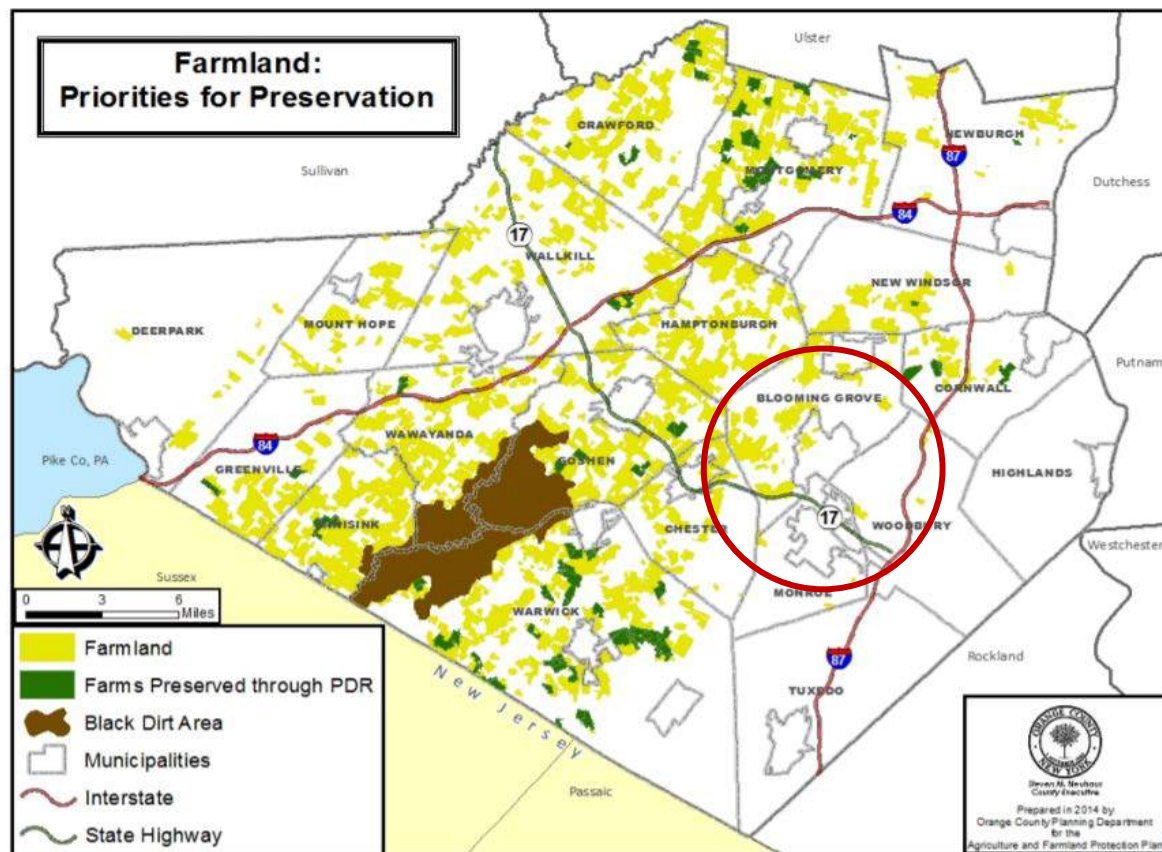 Farmland:
Priorities for Preservation
Ulster
CRAWFORD
NEWBURGH
87
MONTGOMERY
Sullivan
Dutchess
84
17
WALLKILL
NEW WINDSOR
DEERPARK
MOUNT HOPE
HAMPTONBURGH
Putnam
CORNWALL
BLOOMING GROVE
WAWAYANDA
84
Pike Co, PA
GREENVILLE
GOSHEN
HIGHLANDS
17
MINISINK
CHESTER
WOODBURY
Westchester
Sussex
MONROE
0 3 6
Miles
WARWICK
87
Rockland
TUXEDO
New Jersey
Passaic
Farmland
Farms Preserved through PDR
Black Dirt Area
Municipalities
Interstate
State Highway
ORANGE COUNTY
NEW YORK
Steven M. Neuhaus
County Executive
Prepared in 2014 by
Orange County Planning Department
for the
Agriculture and Farmland Protection Plan